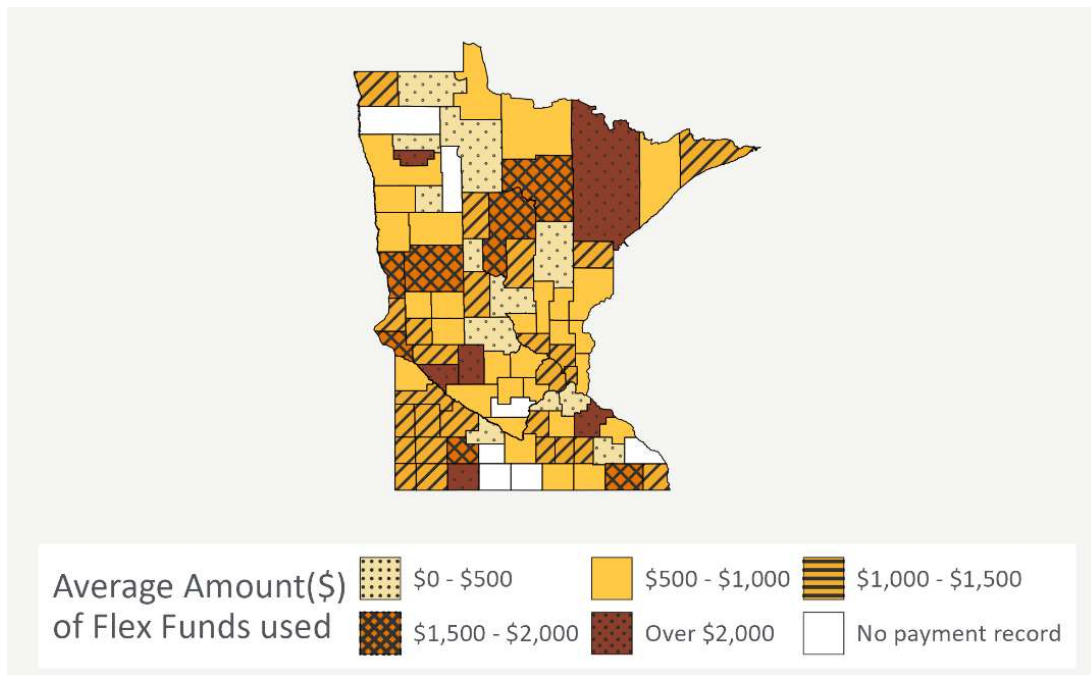 Average Amount($)
of Flex Funds used
$0 - $500
$500 - $1,000
$1,000 - $1,500
$1,500 - $2,000
Over $2,000
No payment record